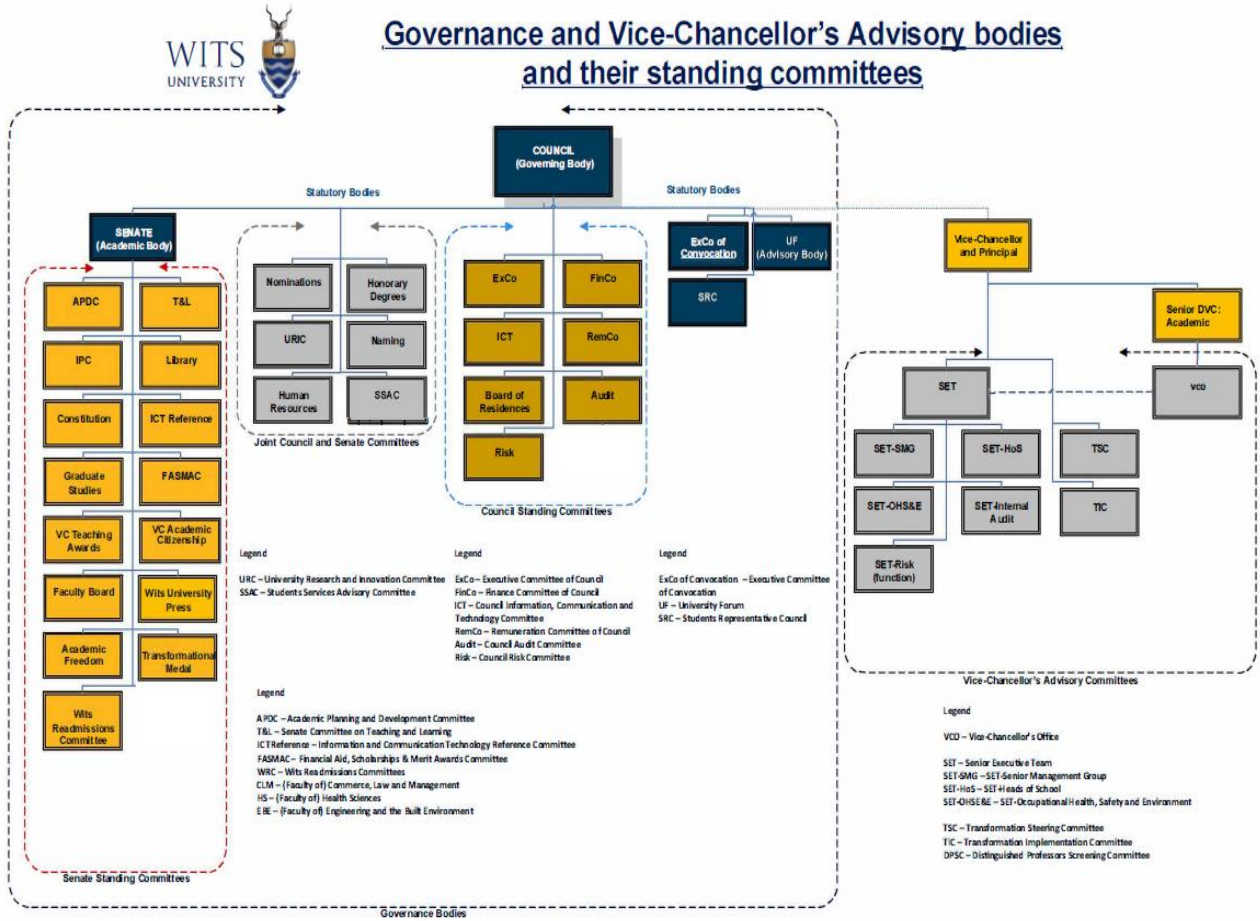 WITS
UNIVERSITY
Governance and Vice-Chancellor's Advisory bodies
and their standing committees
COUNCIL
(Governing Body)
Statutory Bodies
Statutory Bodies
SENATE
(Academic Body)
APDC
T&L
IPC
Library
Constitution
ICT Reference
Graduate
Studies
FASMAC
VC Teaching
Awards
VC Academic
Citizenship
Faculty Board
Wits University
Press
Academic
Freedom
Transformational
Medal
Wits
Readmissions
Committee
Senate Standing Committees
Nominations
Honorary
Degrees
URIC
Naming
Human
Resources
SSAC
Joint Council and Senate Committees
ExCo
FinCo
ICT
RemCo
Board of
Residences
Audit
Risk
Council Standing Committees
ExCo of
Convocation
UF
(Advisory Body)
SRC
Vice-Chancellor
and Principal
Senior DVC:
Academic
SET
vco
SET-SMG
SET-HoS
TSC
SET-OHS&E
SET-Internal
Audit
TIC
SET-Risk
(function)
Vice-Chancellor's Advisory Committees
Legend
URC – University Research and Innovation Committee
SSAC – Students Services Advisory Committee
Legend
ExCo – Executive Committee of Council
FinCo – Finance Committee of Council
ICT – Council Information, Communication and
Technology Committee
RemCo – Remuneration Committee of Council
Audit – Council Audit Committee
Risk – Council Risk Committee
Legend
ExCo of Convocation – Executive Committee
of Convocation
UF – University Forum
SRC – Students Representative Council
Legend
APDC – Academic Planning and Development Committee
T&L – Senate Committee on Teaching and Learning
ICT Reference – Information and Communication Technology Reference Committee
FASMAC – Financial Aid, Scholarships & Merit Awards Committee
WRC – Wits Readmissions Committees
CLM – (Faculty of) Commerce, Law and Management
HS – (Faculty of) Health Sciences
EBE – (Faculty of) Engineering and the Built Environment
Legend
VCO – Vice-Chancellor's Office
SET – Senior Executive Team
SET-SMG – SET-Senior Management Group
SET-HoS – SET-Heads of School
SET-OHSE&E – SET-Occupational Health, Safety and Environment
TSC – Transformation Steering Committee
TIC – Transformation Implementation Committee
DPSC – Distinguished Professors Screening Committee
Governance Bodies